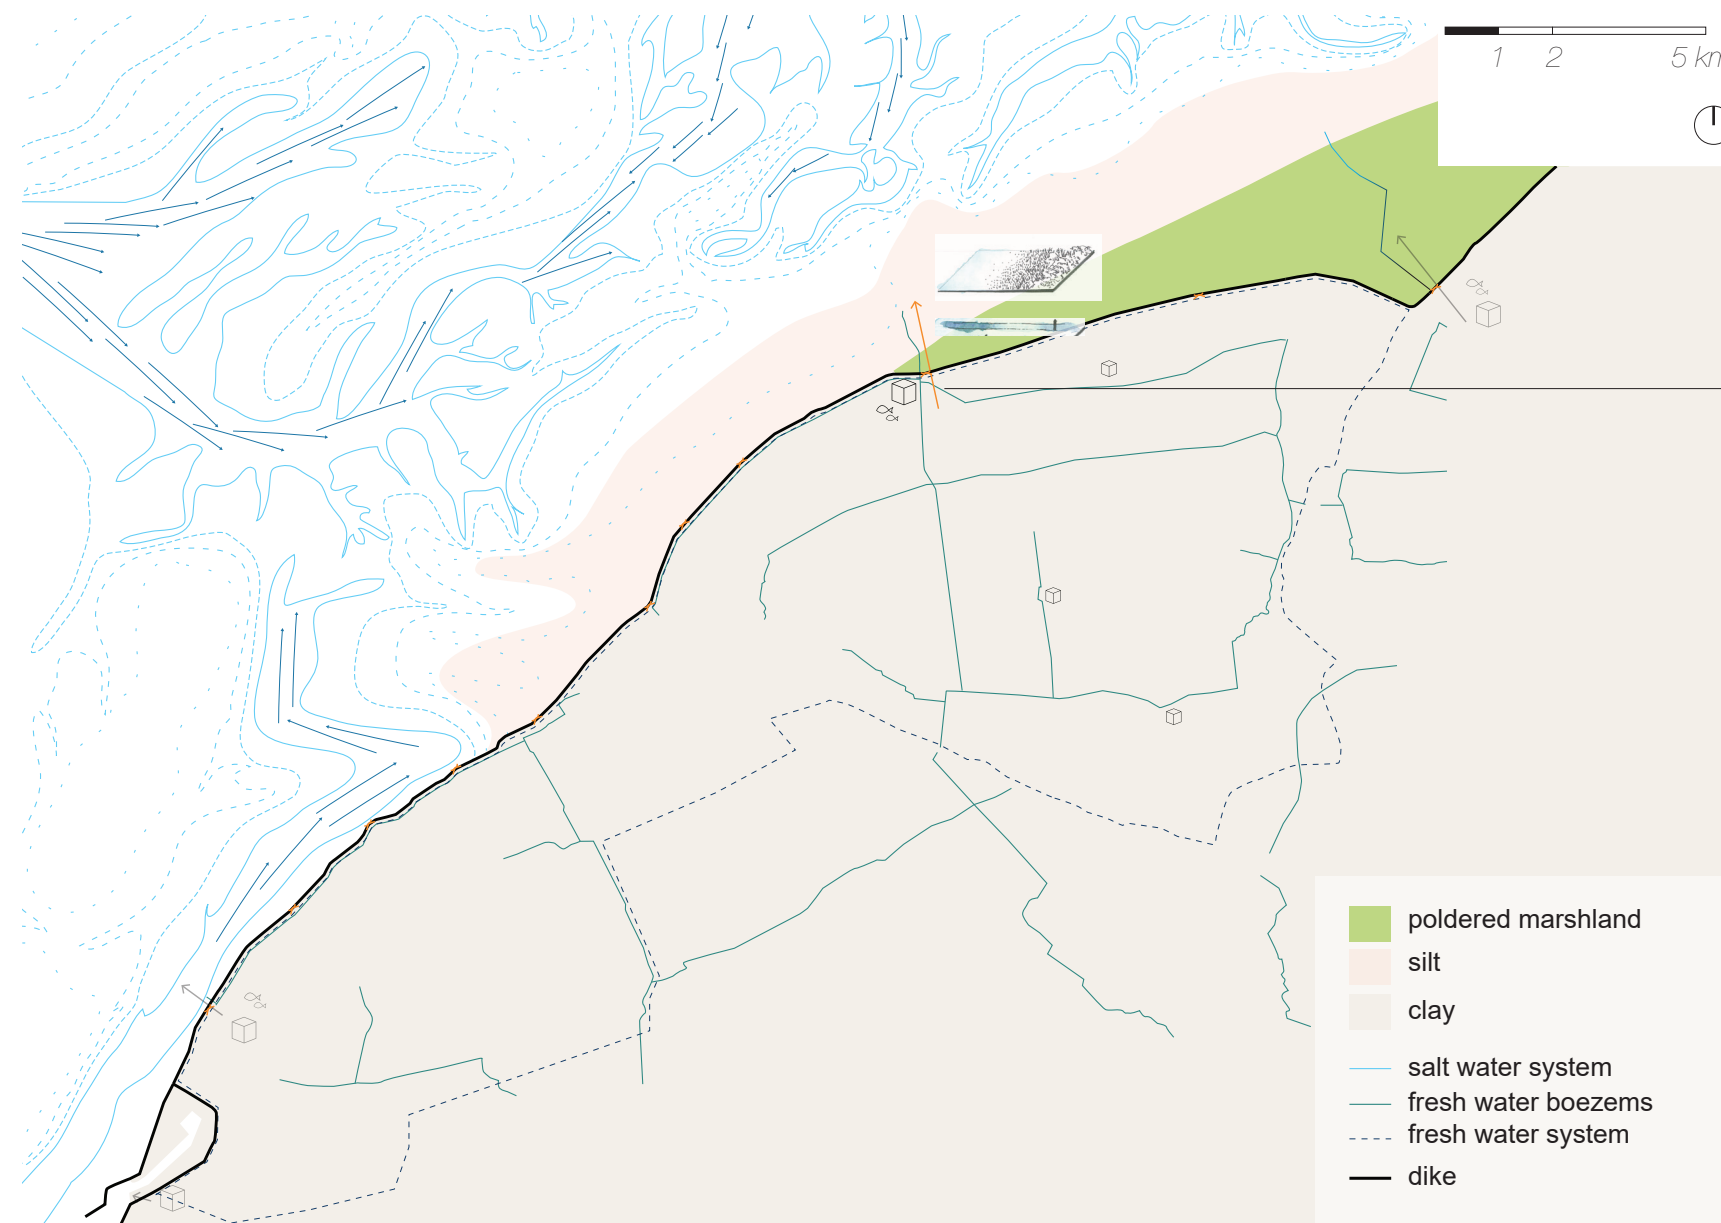 1 2 5 km
poldered marshland
silt
clay
salt water system
fresh water boezems
fresh water system
dike